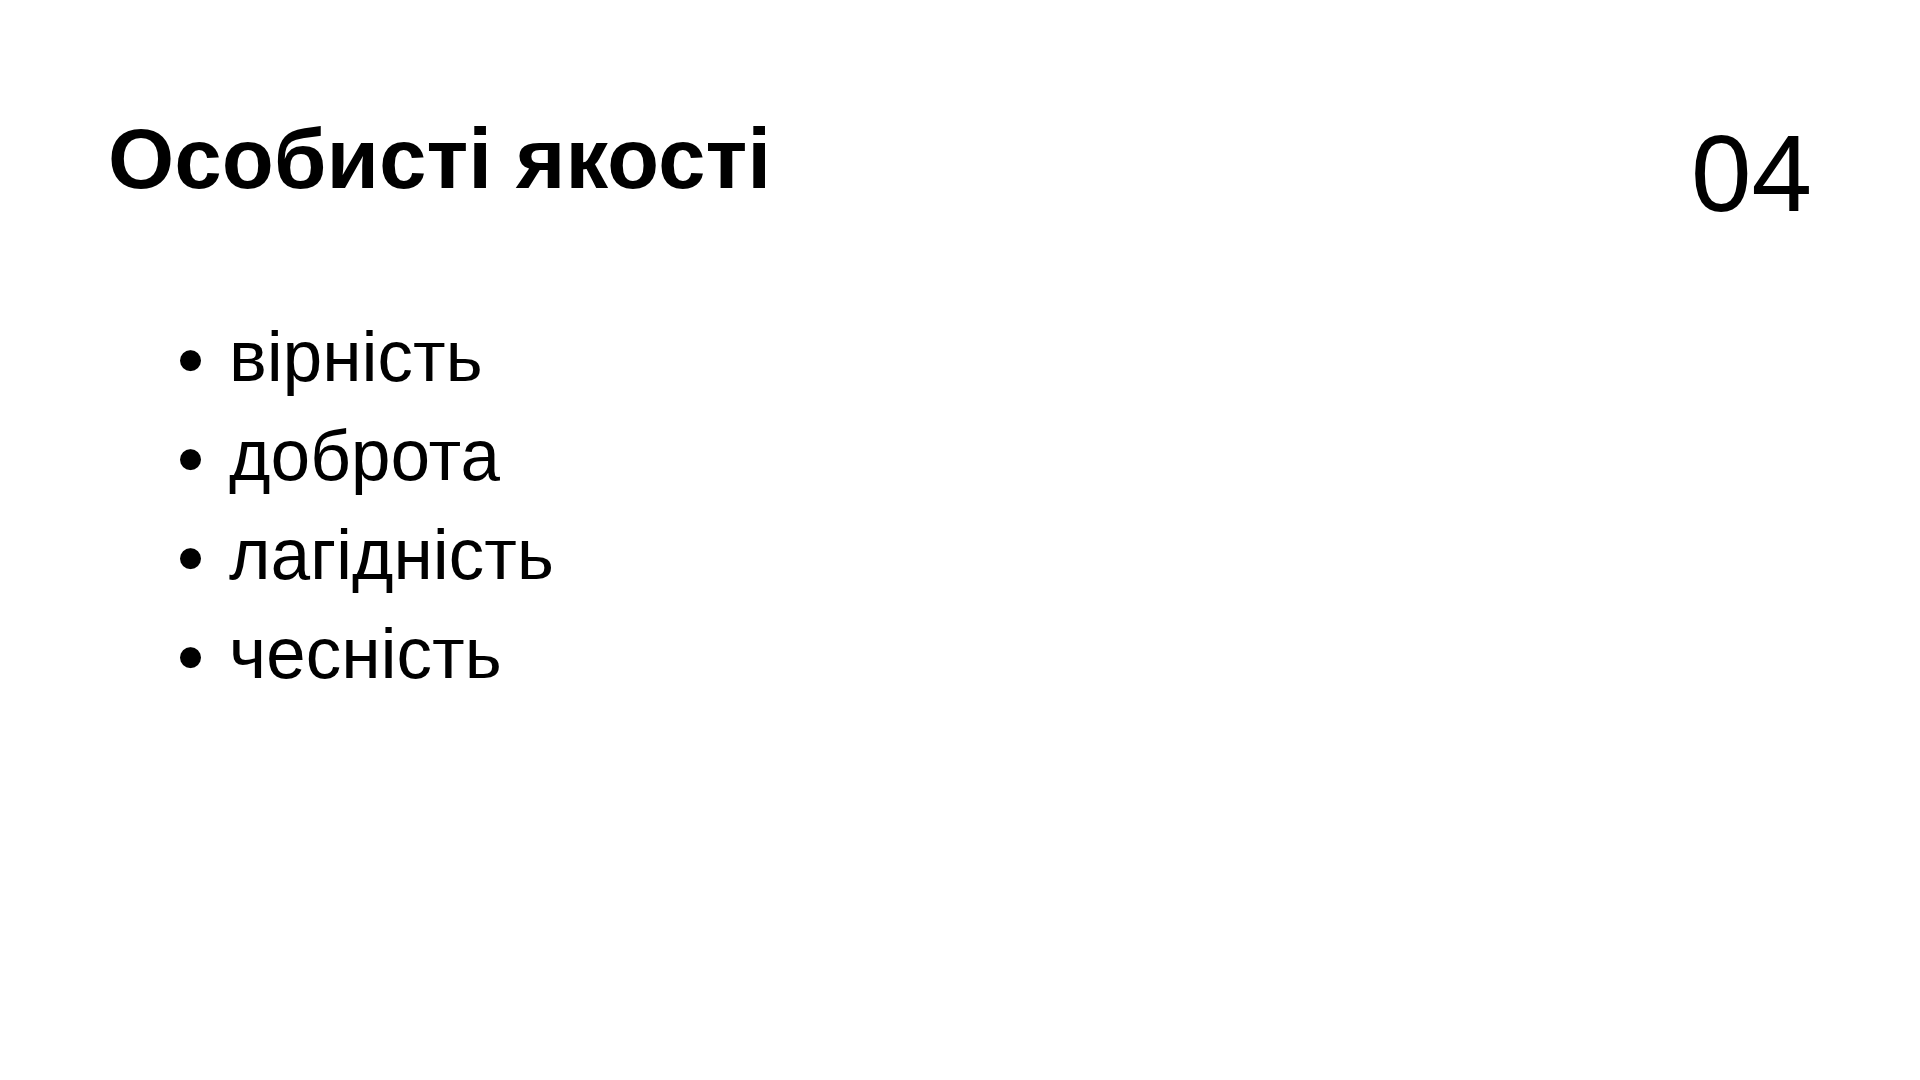 Особисті якості
04
• вірність
• доброта
• лагідність
• чесність